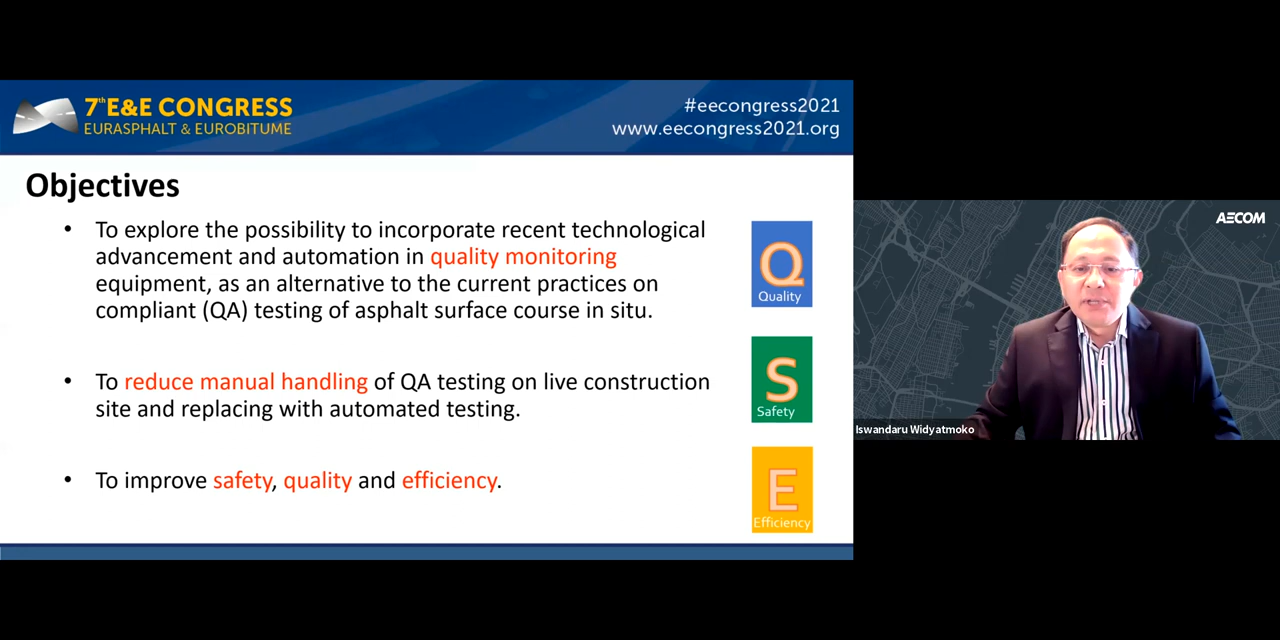 7th E&E CONGRESS
EURASPHALT & EUROBITUME
#eecongress2021
www.eecongress2021.org
Objectives
• To explore the possibility to incorporate recent technological
advancement and automation in quality monitoring
equipment, as an alternative to the current practices on
compliant (QA) testing of asphalt surface course in situ.
• To reduce manual handling of QA testing on live construction
site and replacing with automated testing.
• To improve safety, quality and efficiency.
Q
Quality
S
Safety
E
Efficiency
AECOM
Iswandaru Widyatmoko